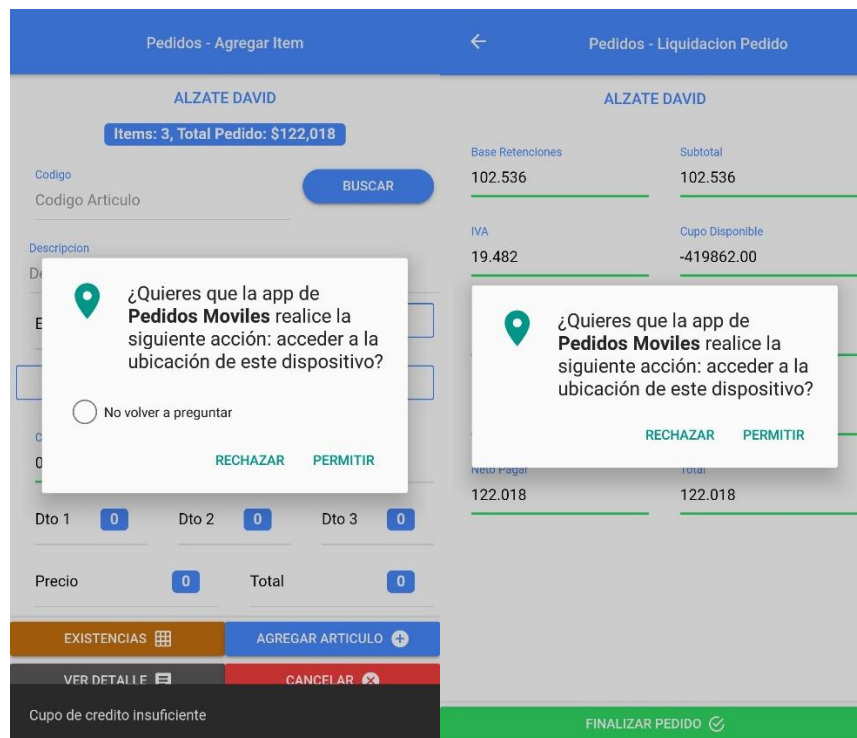 Pedidos - Agregar Item
ALZATE DAVID
Items: 3, Total Pedido: $122,018
Codigo
Codigo Articulo
BUSCAR
Descripcion
¿Quieres que la app de
Pedidos Moviles realice la
siguiente acción: acceder a la
ubicación de este dispositivo?
No volver a preguntar
RECHAZAR PERMITIR
Dto 1 0 Dto 2 0 Dto 3 0
Precio 0 Total 0
EXISTENCIAS AGREGAR ARTICULO
VER DETALLE CANCELAR
Cupo de credito insuficiente
Pedidos - Liquidacion Pedido
ALZATE DAVID
Base Retenciones Subtotal
102.536 102.536
IVA Cupo Disponible
19.482 -419862.00
¿Quieres que la app de
Pedidos Moviles realice la
siguiente acción: acceder a la
ubicación de este dispositivo?
RECHAZAR PERMITIR
Neto Pagar Total
122.018 122.018
FINALIZAR PEDIDO